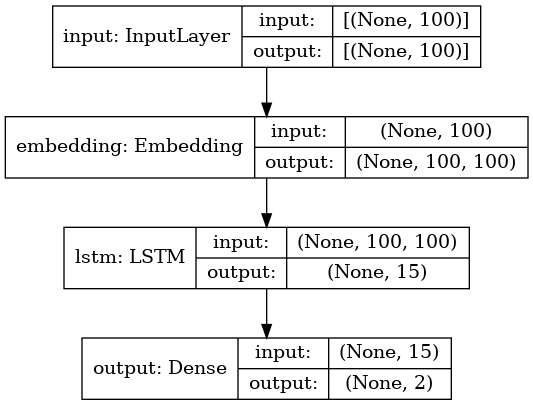 input: InputLayer
input: [(None, 100)]
output: [(None, 100)]
embedding: Embedding
input: (None, 100)
output: (None, 100, 100)
lstm: LSTM
input: (None, 100, 100)
output: (None, 15)
output: Dense
input: (None, 15)
output: (None, 2)